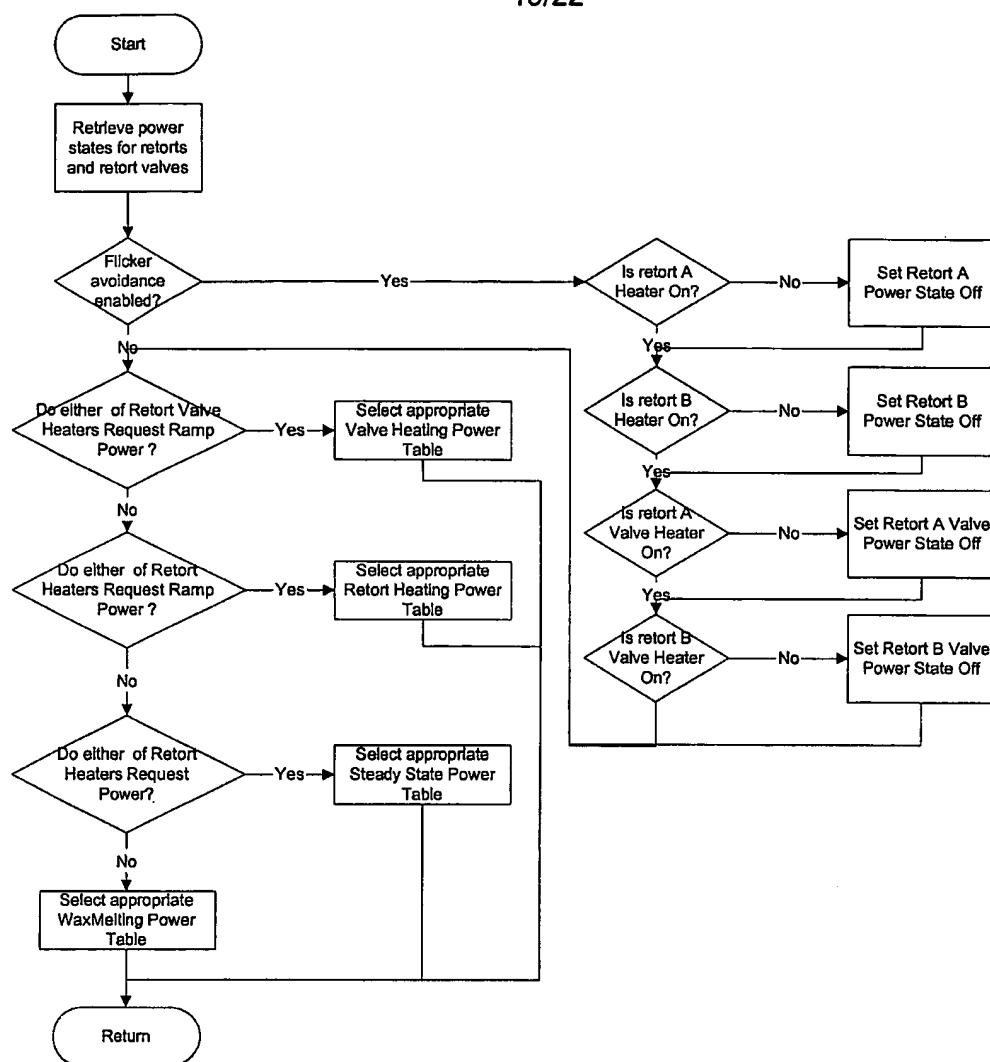 Start
Retrieve power
states for retorts
and retort valves
Flicker
avoidance
enabled?
Yes
No
Is retort A
Heater On?
No
Set Retort A
Power State Off
Yes
Is retort B
Heater On?
No
Set Retort B
Power State Off
Yes
Is retort A
Valve Heater
On?
No
Set Retort A Valve
Power State Off
Yes
Is retort B
Valve Heater
On?
No
Set Retort B Valve
Power State Off
Do either of Retort Valve
Heaters Request Ramp
Power ?
Yes
Select appropriate
Valve Heating Power
Table
No
Do either of Retort
Heaters Request Ramp
Power ?
Yes
Select appropriate
Retort Heating Power
Table
No
Do either of Retort
Heaters Request
Power?
Yes
Select appropriate
Steady State Power
Table
No
Select appropriate
WaxMelting Power
Table
Return